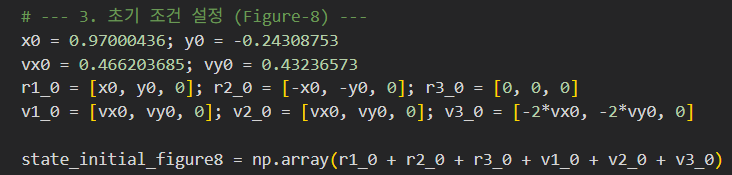 # --- 3. 초기 조건 설정 (Figure-8) ---
x0 = 0.97000436; y0 = -0.24308753
vx0 = 0.466203685; vy0 = 0.43236573
r1_0 = [x0, y0, 0]; r2_0 = [-x0, -y0, 0]; r3_0 = [0, 0, 0]
v1_0 = [vx0, vy0, 0]; v2_0 = [vx0, vy0, 0]; v3_0 = [-2*vx0, -2*vy0, 0]
state_initial_figure8 = np.array(r1_0 + r2_0 + r3_0 + v1_0 + v2_0 + v3_0)